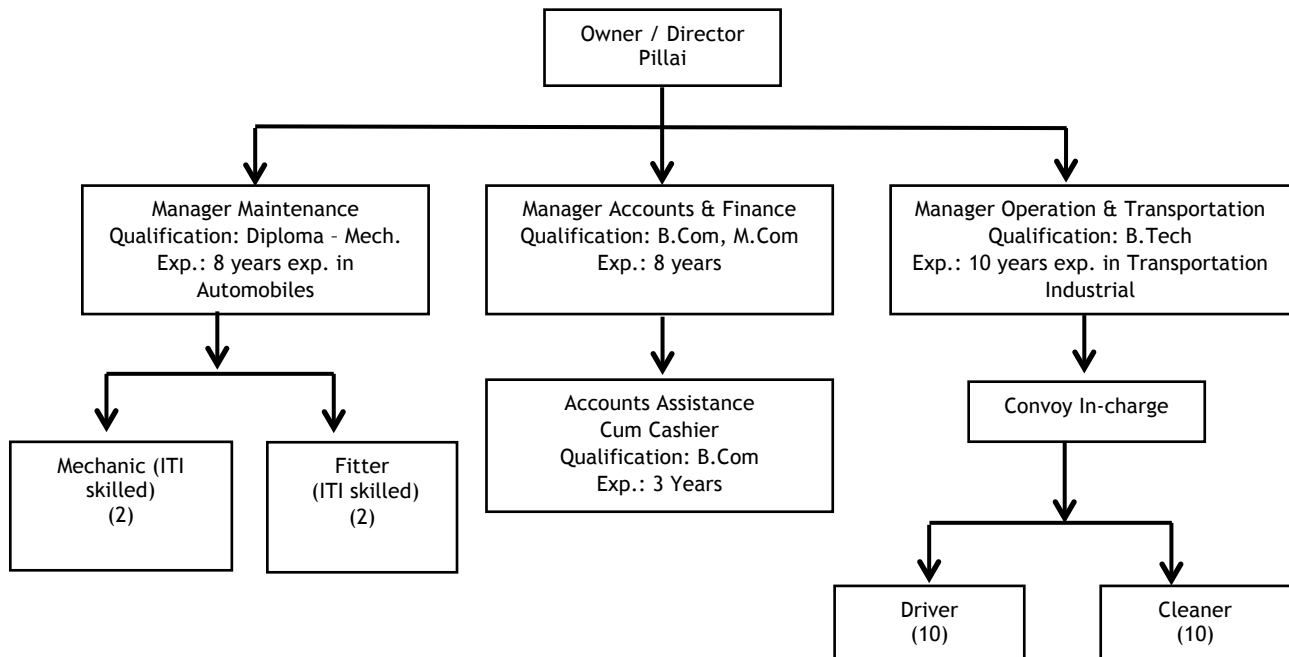 Owner / Director
Pillai
Manager Maintenance
Qualification: Diploma – Mech.
Exp.: 8 years exp. in
Automobiles
Manager Accounts & Finance
Qualification: B.Com, M.Com
Exp.: 8 years
Manager Operation & Transportation
Qualification: B.Tech
Exp.: 10 years exp. in Transportation
Industrial
Mechanic (ITI
skilled)
(2)
Fitter
(ITI skilled)
(2)
Accounts Assistance
Cum Cashier
Qualification: B.Com
Exp.: 3 Years
Convoy In-charge
Driver
(10)
Cleaner
(10)